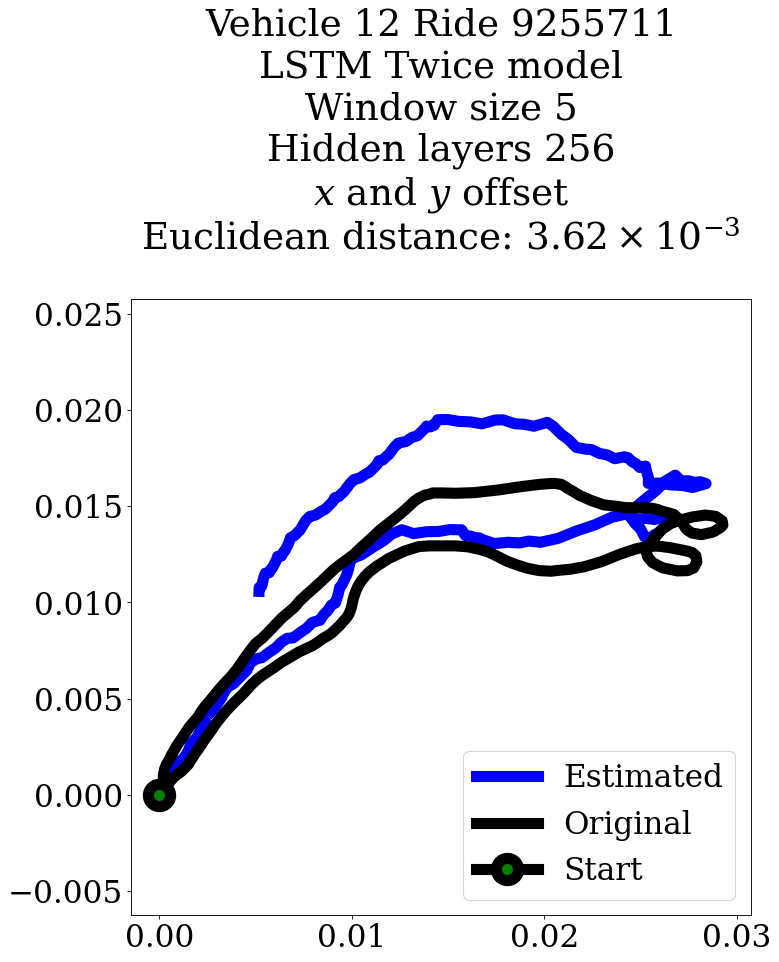 Vehicle 12 Ride 9255711
LSTM Twice model
Window size 5
Hidden layers 256
x and y offset
Euclidean distance: 3.62 × 10⁻³
0.025
0.020
0.015
0.010
0.005
0.000
−0.005
Estimated
Original
Start
0.00 0.01 0.02 0.03